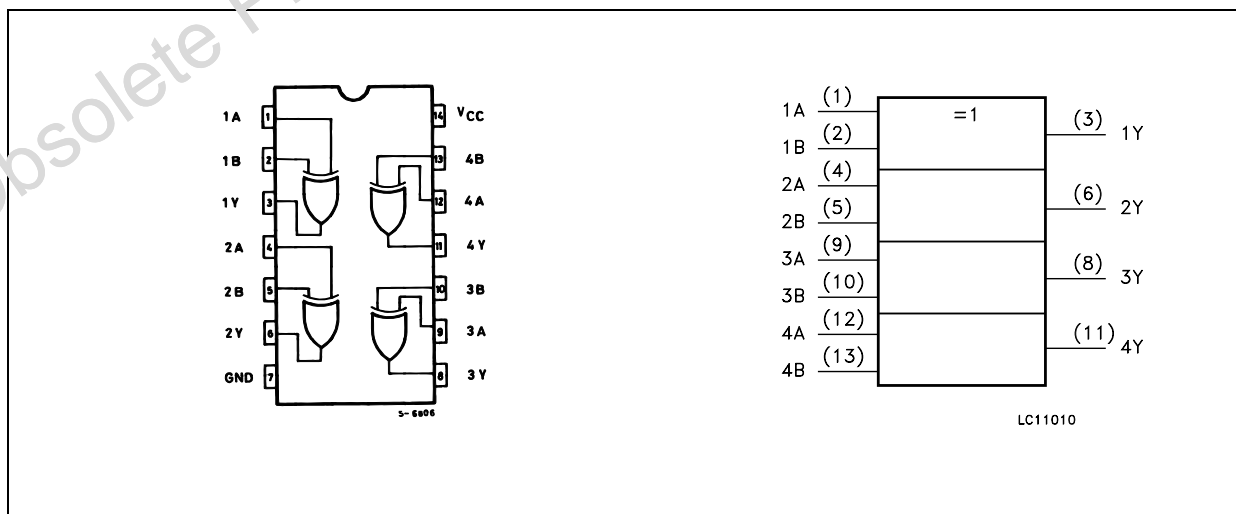 obsolete P
1A 1 14 VCC
1B 2 13 4B
1Y 3 12 4A
2A 4 11 4Y
2B 5 10 3B
2Y 6 9 3A
GND 7 8 3Y
S-6006
=1
1A (1)
1B (2)
2A (4)
2B (5)
3A (9)
3B (10)
4A (12)
4B (13)
(3) 1Y
(6) 2Y
(8) 3Y
(11) 4Y
LC11010